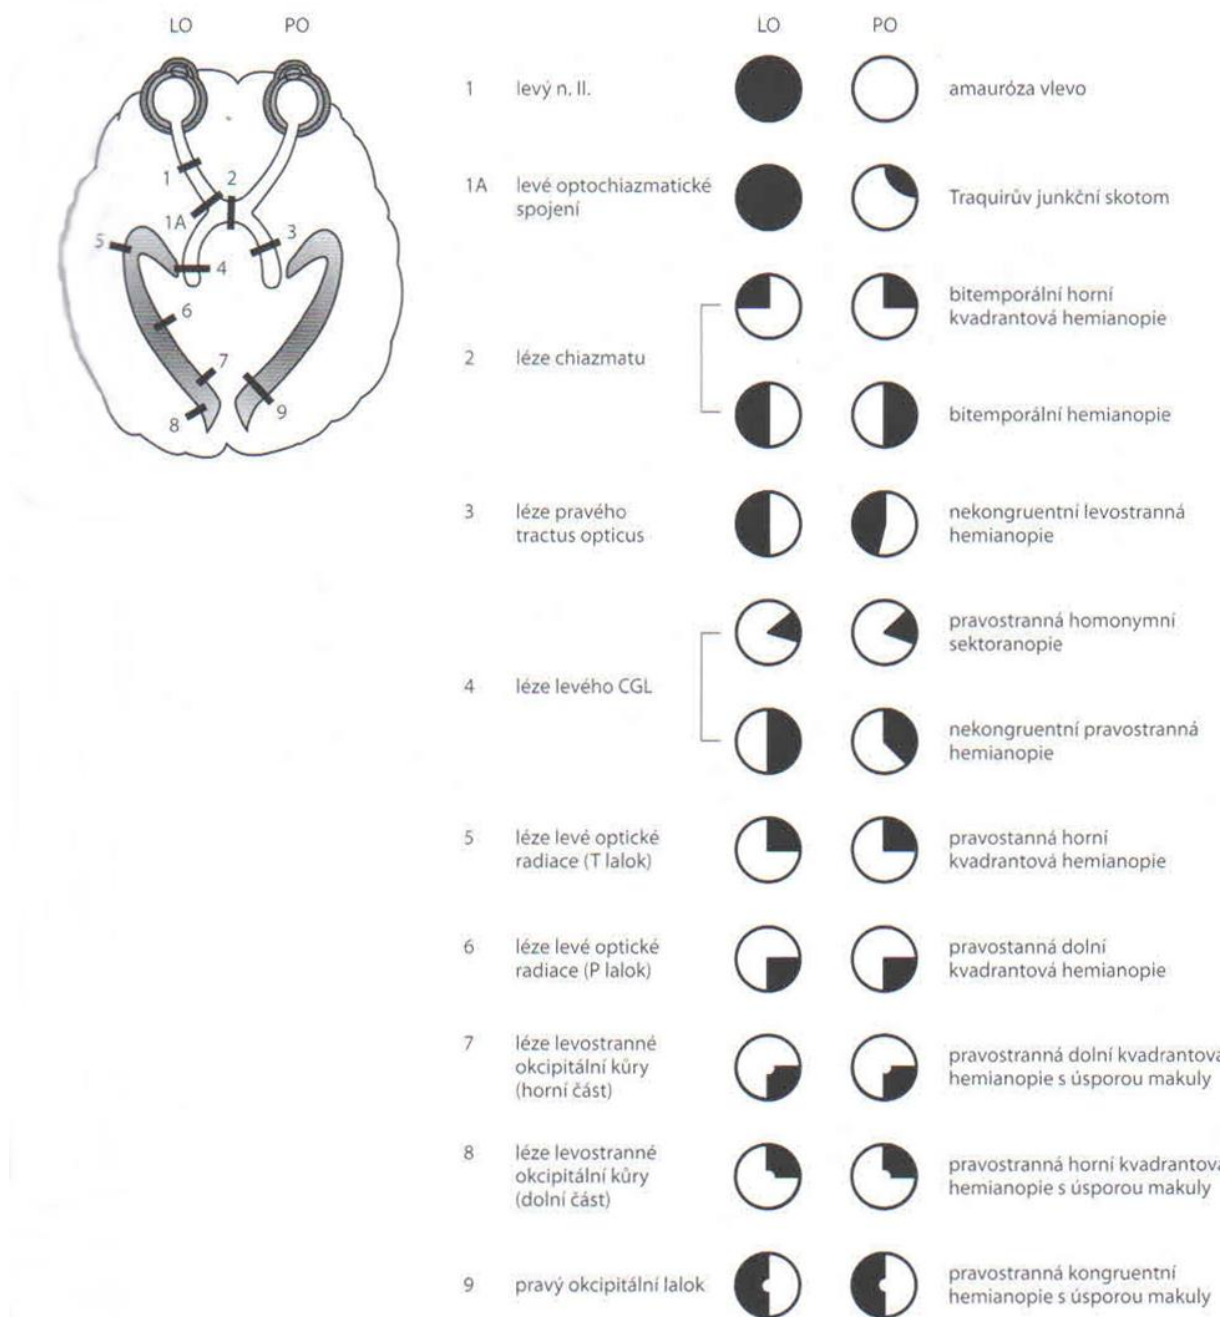 LO PO
1
2
1A
3
5
4
6
7
8
9
LO PO
1 levý n. II. amauróza vlevo
1A levé optochiazmatické
spojení
Traquirův junkční skotom
bitemporální horní
kvadrantová hemianopie
2 léze chiazmatu
bitemporální hemianopie
3 léze pravého
tractus opticus
nekongruentní levostranná
hemianopie
pravostranná homonymní
sektoranopie
4 léze levého CGL
nekongruentní pravostranná
hemianopie
5 léze levé optické
radiace (T lalok)
pravostanná horní
kvadrantová hemianopie
6 léze levé optické
radiace (P lalok)
pravostanná dolní
kvadrantová hemianopie
7 léze levostranné
okcipitální kůry
(horní část)
pravostranná dolní kvadrantová
hemianopie s úsporou makuly
8 léze levostranné
okcipitální kůry
(dolní část)
pravostranná horní kvadrantová
hemianopie s úsporou makuly
9 pravý okcipitální lalok
pravostranná kongruentní
hemianopie s úsporou makuly